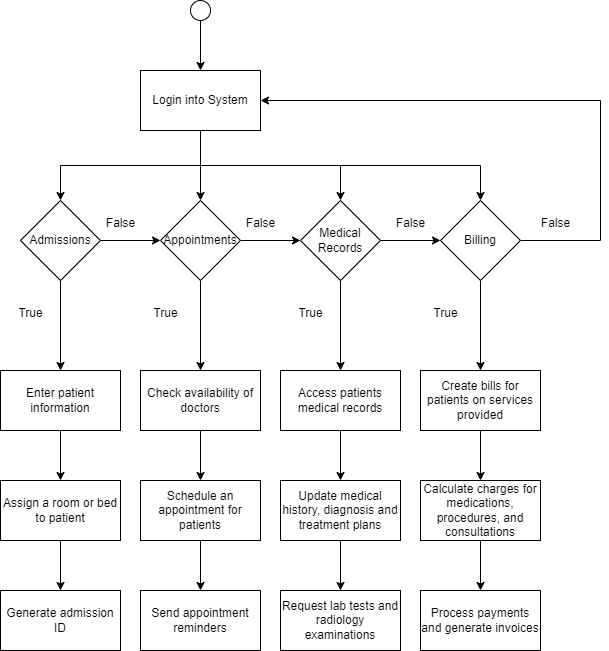 Login into System
Admissions
False
Appointments
False
Medical
Records
False
Billing
False
True
True
True
True
Enter patient
information
Check availability of
doctors
Access patients
medical records
Create bills for
patients on services
provided
Assign a room or bed
to patient
Schedule an
appointment for
patients
Update medical
history, diagnosis and
treatment plans
Calculate charges for
medications,
procedures, and
consultations
Generate admission
ID
Send appointment
reminders
Request lab tests and
radiology
examinations
Process payments
and generate invoices